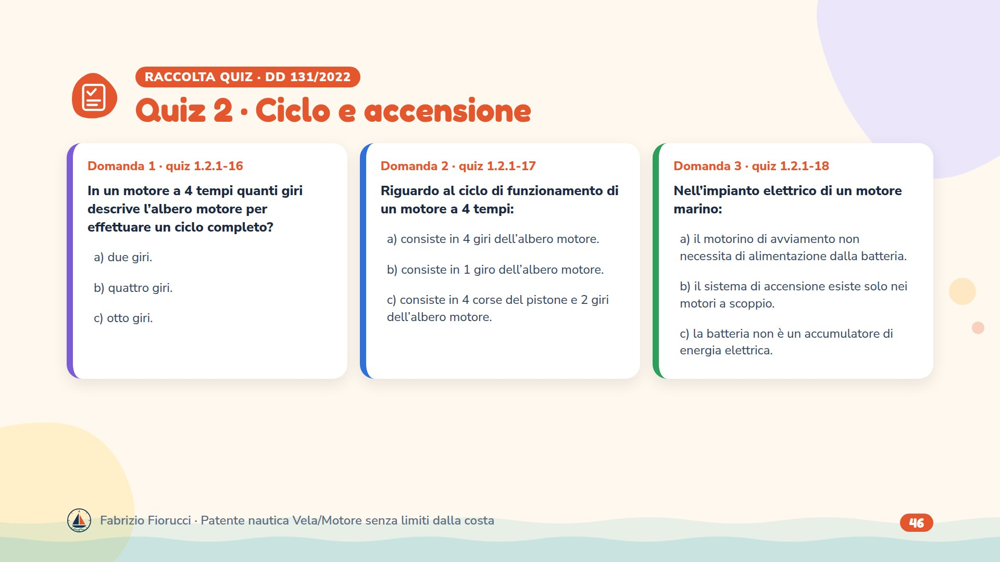 RACCOLTA QUIZ · DD 131/2022
Quiz 2 · Ciclo e accensione
Domanda 1 · quiz 1.2.1-16
In un motore a 4 tempi quanti giri
descrive l’albero motore per
effettuare un ciclo completo?
a) due giri.
b) quattro giri.
c) otto giri.
Domanda 2 · quiz 1.2.1-17
Riguardo al ciclo di funzionamento di
un motore a 4 tempi:
a) consiste in 4 giri dell’albero motore.
b) consiste in 1 giro dell’albero motore.
c) consiste in 4 corse del pistone e 2 giri
dell’albero motore.
Domanda 3 · quiz 1.2.1-18
Nell’impianto elettrico di un motore
marino:
a) il motorino di avviamento non
necessita di alimentazione dalla batteria.
b) il sistema di accensione esiste solo nei
motori a scoppio.
c) la batteria non è un accumulatore di
energia elettrica.
Fabrizio Fiorucci · Patente nautica Vela/Motore senza limiti dalla costa
46